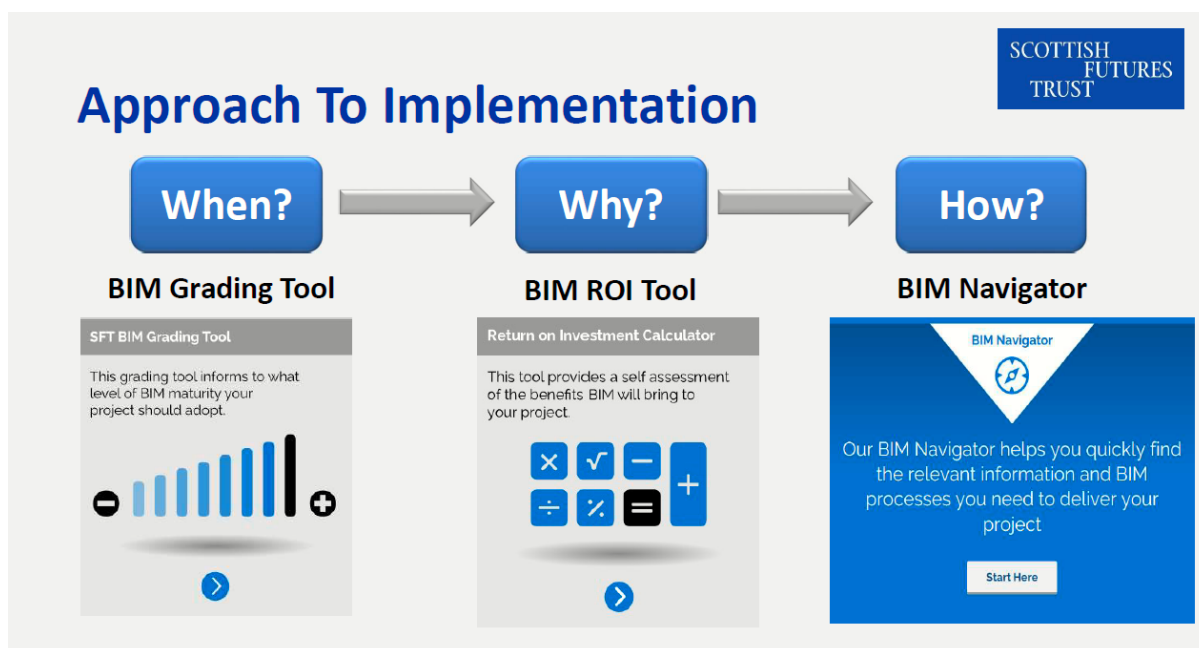 SCOTTISH
FUTURES
TRUST
Approach To Implementation
When?
Why?
How?
BIM Grading Tool
BIM ROI Tool
BIM Navigator
SFT BIM Grading Tool
This grading tool informs to what
level of BIM maturity your
project should adopt.
Return on Investment Calculator
This tool provides a self assessment
of the benefits BIM will bring to
your project.
× √ −
÷ ٪ = +
BIM Navigator
Our BIM Navigator helps you quickly find
the relevant information and BIM
processes you need to deliver your
project
Start Here